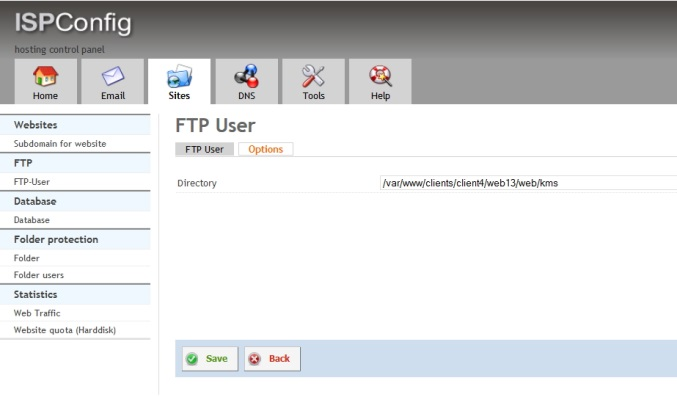 ISPConfig
hosting control panel
Home Email Sites DNS Tools Help
Websites
Subdomain for website
FTP
FTP-User
Database
Database
Folder protection
Folder
Folder users
Statistics
Web Traffic
Website quota (Harddisk)
FTP User
FTP User Options
Directory /var/www/clients/client4/web13/web/kms
Save Back